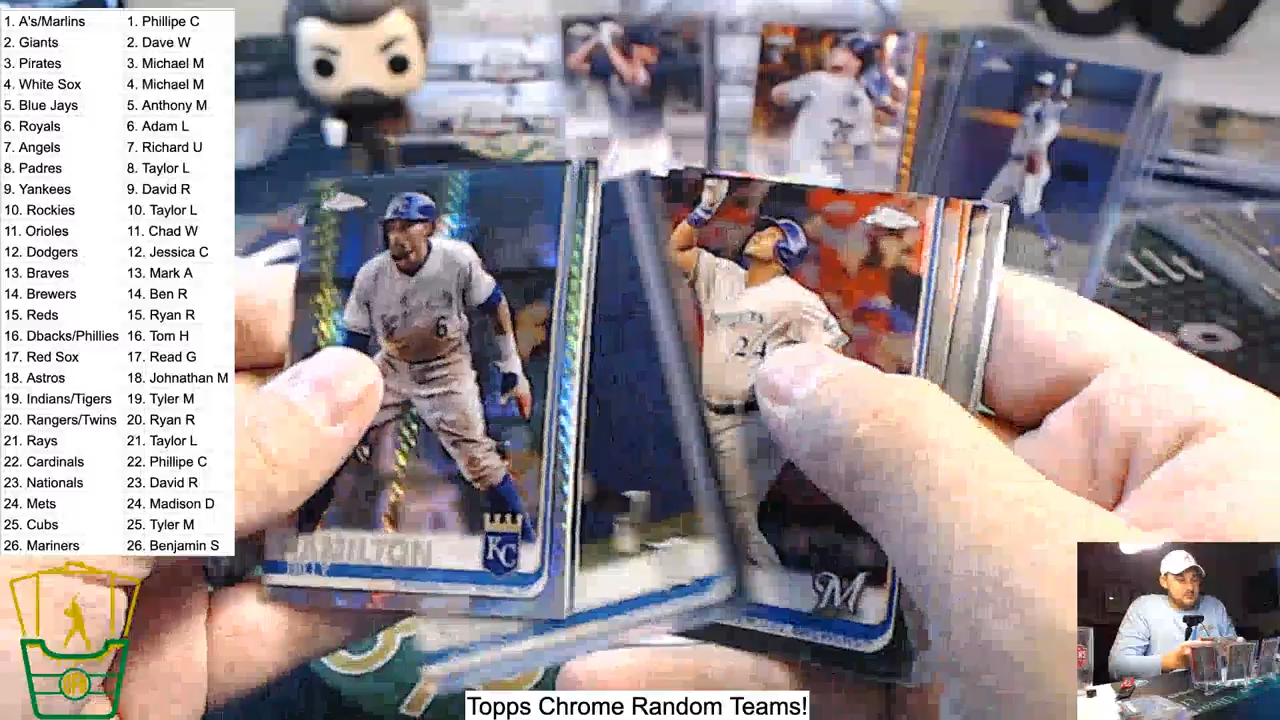 1. A's/Marlins 1. Phillipe C
2. Giants 2. Dave W
3. Pirates 3. Michael M
4. White Sox 4. Michael M
5. Blue Jays 5. Anthony M
6. Royals 6. Adam L
7. Angels 7. Richard U
8. Padres 8. Taylor L
9. Yankees 9. David R
10. Rockies 10. Taylor L
11. Orioles 11. Chad W
12. Dodgers 12. Jessica C
13. Braves 13. Mark A
14. Brewers 14. Ben R
15. Reds 15. Ryan R
16. Dbacks/Phillies 16. Tom H
17. Red Sox 17. Read G
18. Astros 18. Johnathan M
19. Indians/Tigers 19. Tyler M
20. Rangers/Twins 20. Ryan R
21. Rays 21. Taylor L
22. Cardinals 22. Phillipe C
23. Nationals 23. David R
24. Mets 24. Madison D
25. Cubs 25. Tyler M
26. Mariners 26. Benjamin S
6
24
HAMILTON
BILLY
KC
M
Topps Chrome Random Teams!